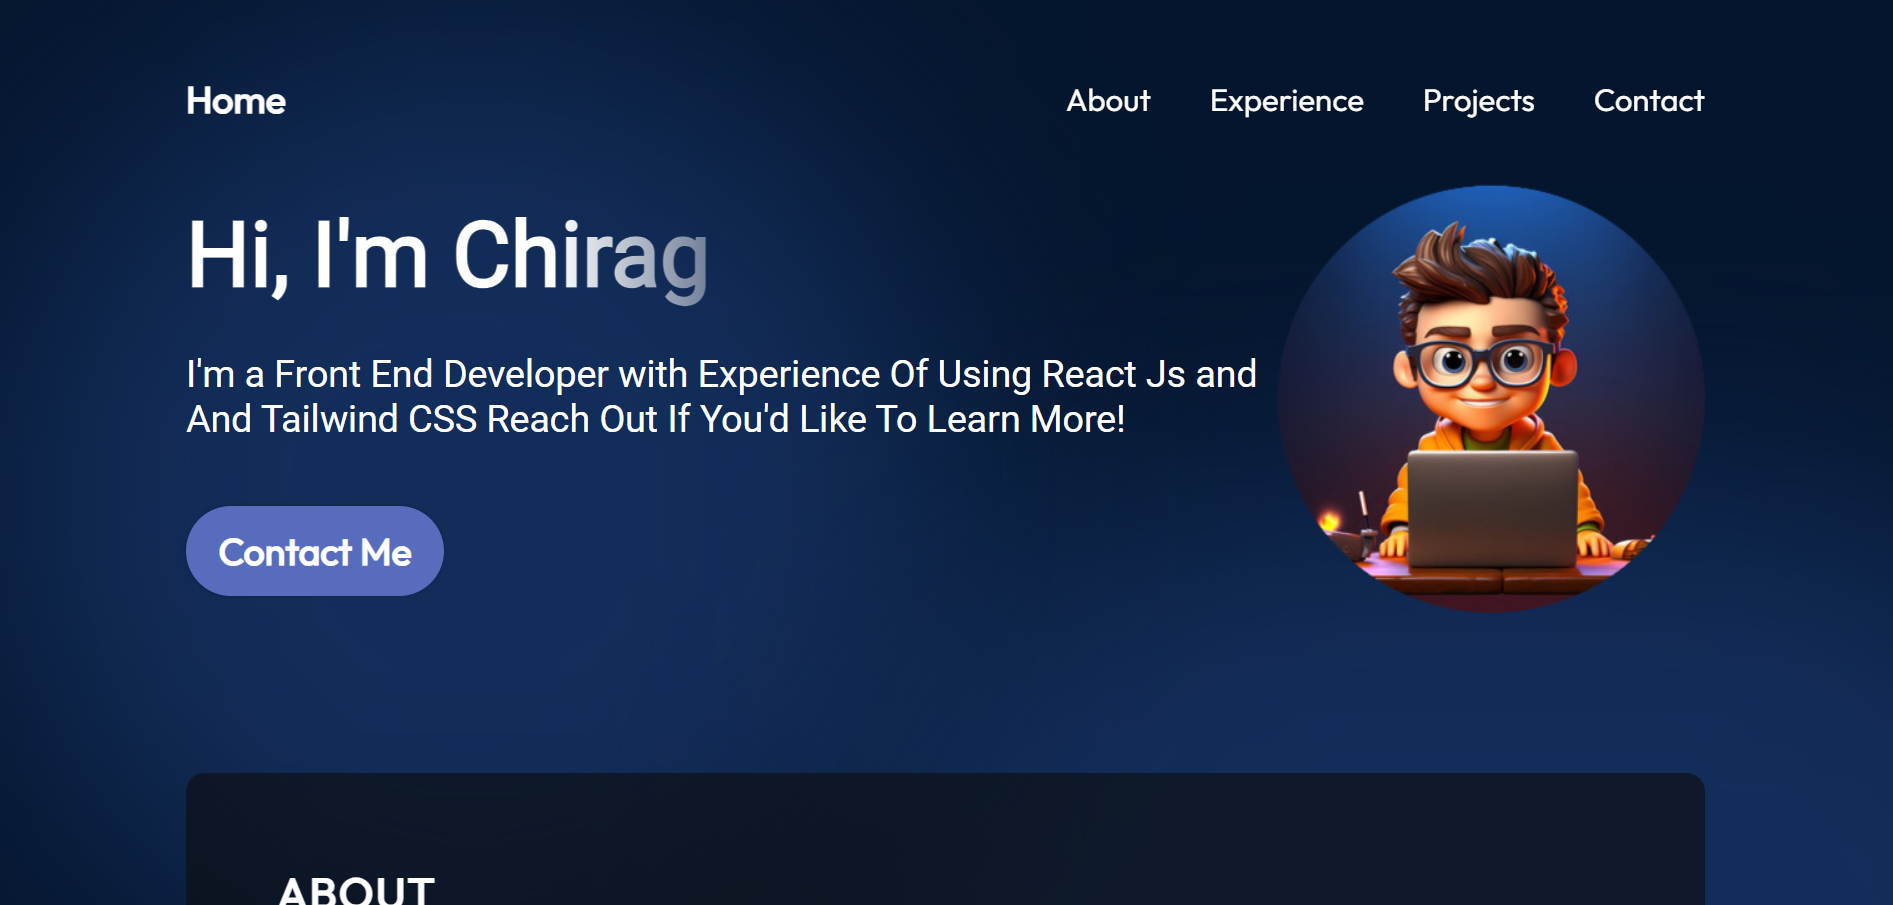 Home
About Experience Projects Contact
Hi, I'm Chirag
I'm a Front End Developer with Experience Of Using React Js and
And Tailwind CSS Reach Out If You'd Like To Learn More!
Contact Me
ABOUT